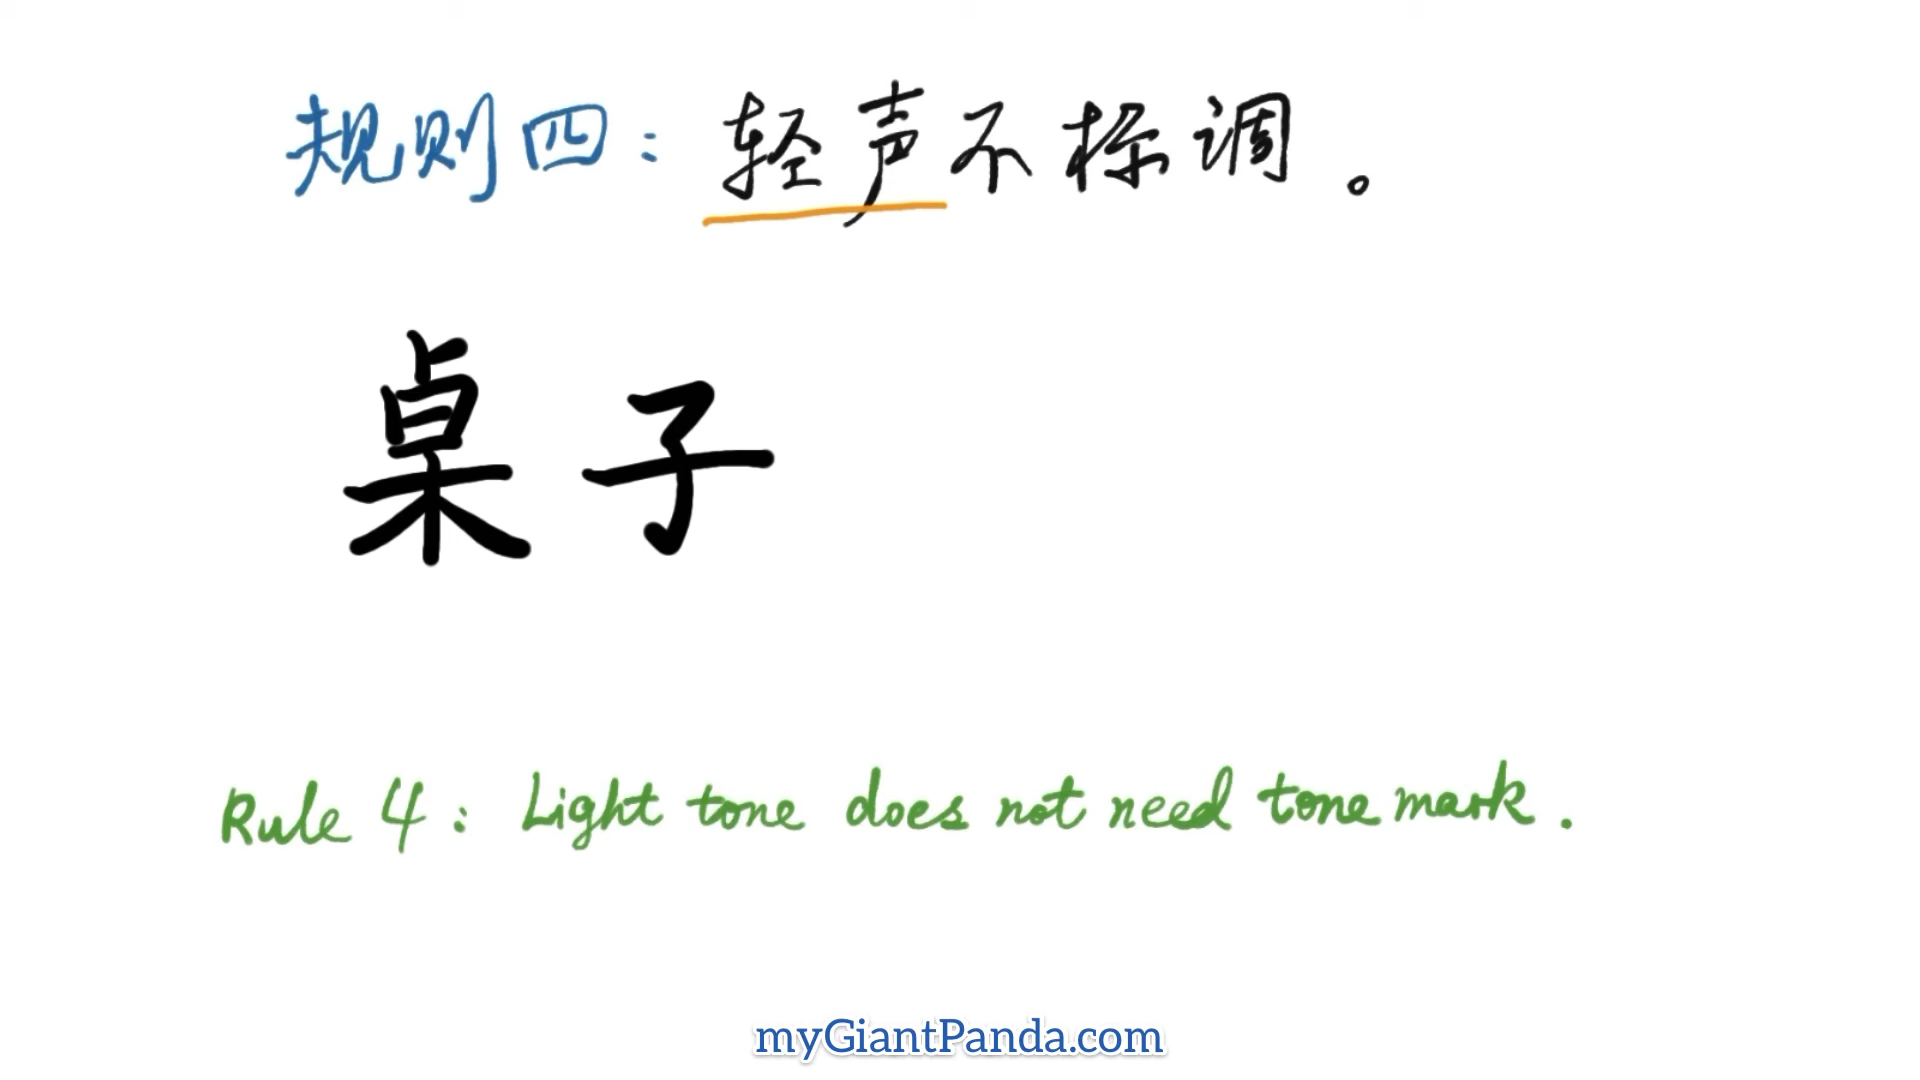 规则四：轻声不标调。
桌子
Rule 4: Light tone does not need tone mark.
myGiantPanda.com